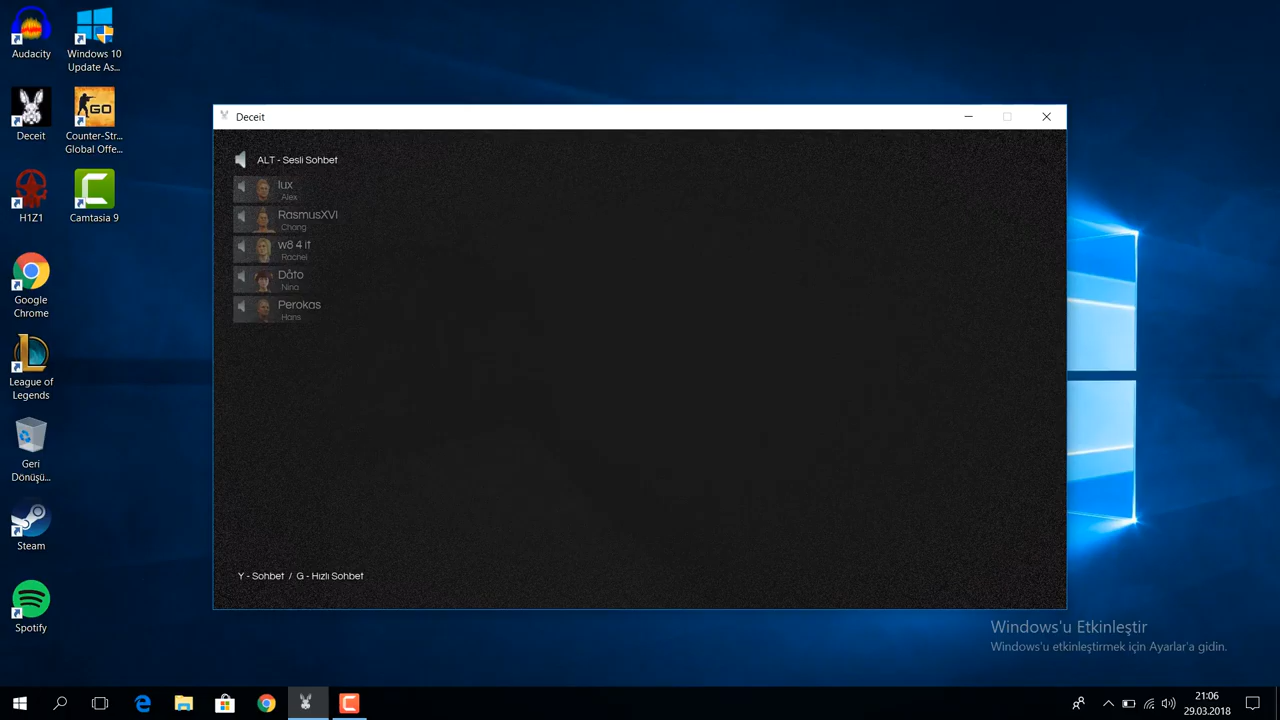 Audacity
Windows 10
Update As...
Deceit
Counter-Str...
Global Offe...
H1Z1
Camtasia 9
Google
Chrome
League of
Legends
Geri
Dönüşü...
Steam
Spotify
Deceit
ALT - Sesli Sohbet
lux
Alex
RasmusXVI
Chang
w8 4 it
Rachel
Dåto
Nina
Perokas
Hans
Y - Sohbet / G - Hızlı Sohbet
Windows'u Etkinleştir
Windows'u etkinleştirmek için Ayarlar'a gidin.
21:06
29.03.2018